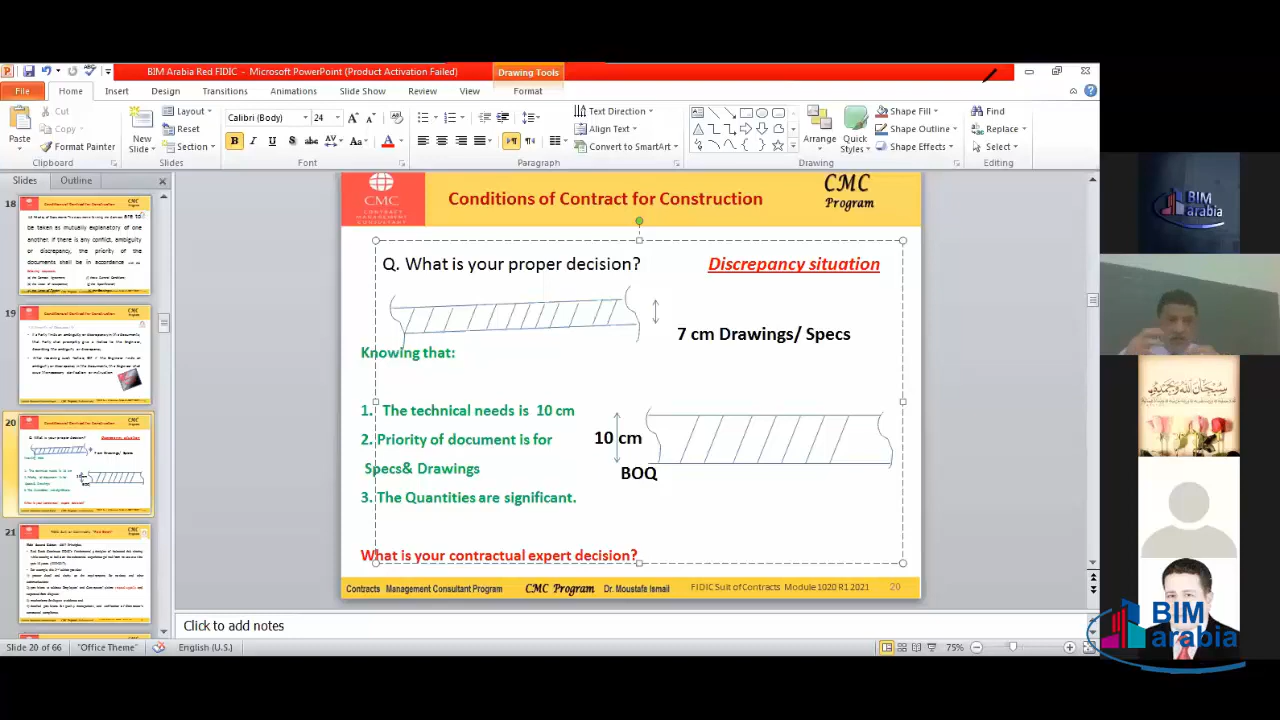 BIM Arabia Red FIDIC - Microsoft PowerPoint (Product Activation Failed)
Drawing Tools
File
Home
Insert
Design
Transitions
Animations
Slide Show
Review
View
Format
Paste
Cut
Copy
Format Painter
Clipboard
New
Slide
Layout
Reset
Section
Slides
Calibri (Body)
24
Font
Text Direction
Align Text
Convert to SmartArt
Paragraph
Arrange
Quick
Styles
Shape Fill
Shape Outline
Shape Effects
Drawing
Find
Replace
Select
Editing
Slides
Outline
18
19
20
21
CMC
Conditions of Contract for Construction
CMC
Program
Q. What is your proper decision?
Discrepancy situation
7 cm Drawings/ Specs
Knowing that:
1. The technical needs is 10 cm
2. Priority of document is for
Specs& Drawings
3. The Quantities are significant.
10 cm
BOQ
What is your contractual expert decision?
Contracts Management Consultant Program
CMC Program
Dr. Moustafa Ismail
FIDIC Suit of Contracts Module 1020 R1 2021
20
Click to add notes
Slide 20 of 66
"Office Theme"
English (U.S.)
75%
BIM
arabia
BIM
arabia